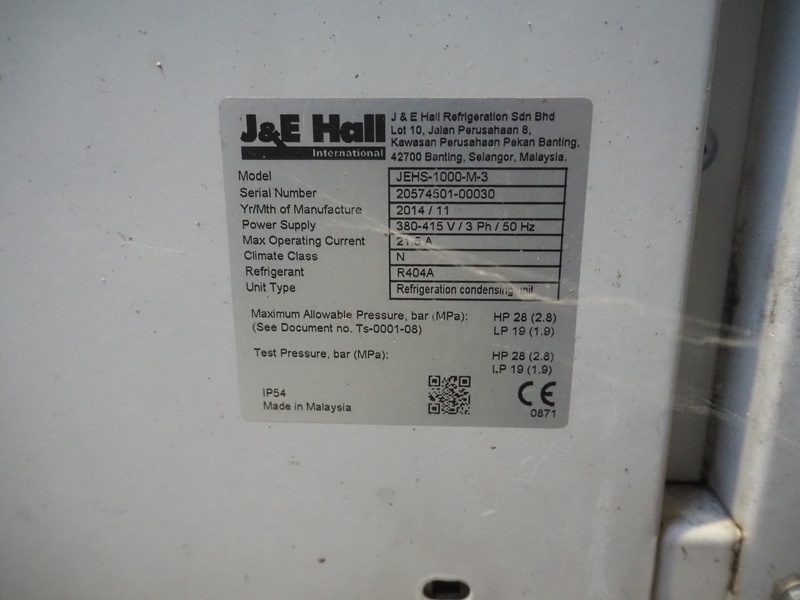 J&E Hall
International
J & E Hall Refrigeration Sdn Bhd
Lot 10, Jalan Perusahaan 8,
Kawasan Perusahaan Pekan Banting,
42700 Banting, Selangor, Malaysia.
Model JEHS-1000-M-3
Serial Number 20574501-00030
Yr/Mth of Manufacture 2014 / 11
Power Supply 380-415 V / 3 Ph / 50 Hz
Max Operating Current 21.5 A
Climate Class N
Refrigerant R404A
Unit Type Refrigeration condensing unit
Maximum Allowable Pressure, bar (MPa): HP 28 (2.8)
(See Document no. Ts-0001-08) LP 19 (1.9)
Test Pressure, bar (MPa): HP 28 (2.8)
LP 19 (1.9)
IP54
Made in Malaysia
CE
0871